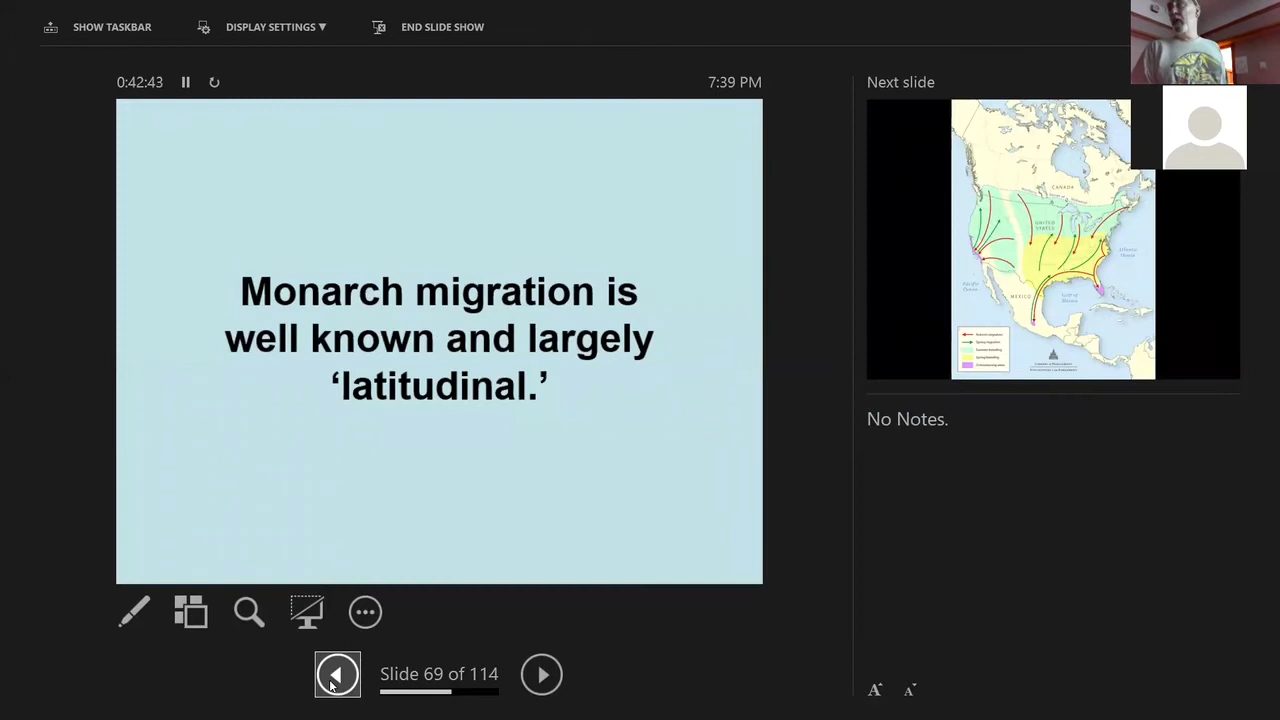 SHOW TASKBAR
DISPLAY SETTINGS ▼
END SLIDE SHOW
0:42:43
7:39 PM
Next slide
Monarch migration is
well known and largely
‘latitudinal.’
CANADA
UNITED
STATES
MEXICO
No Notes.
Slide 69 of 114
A
A